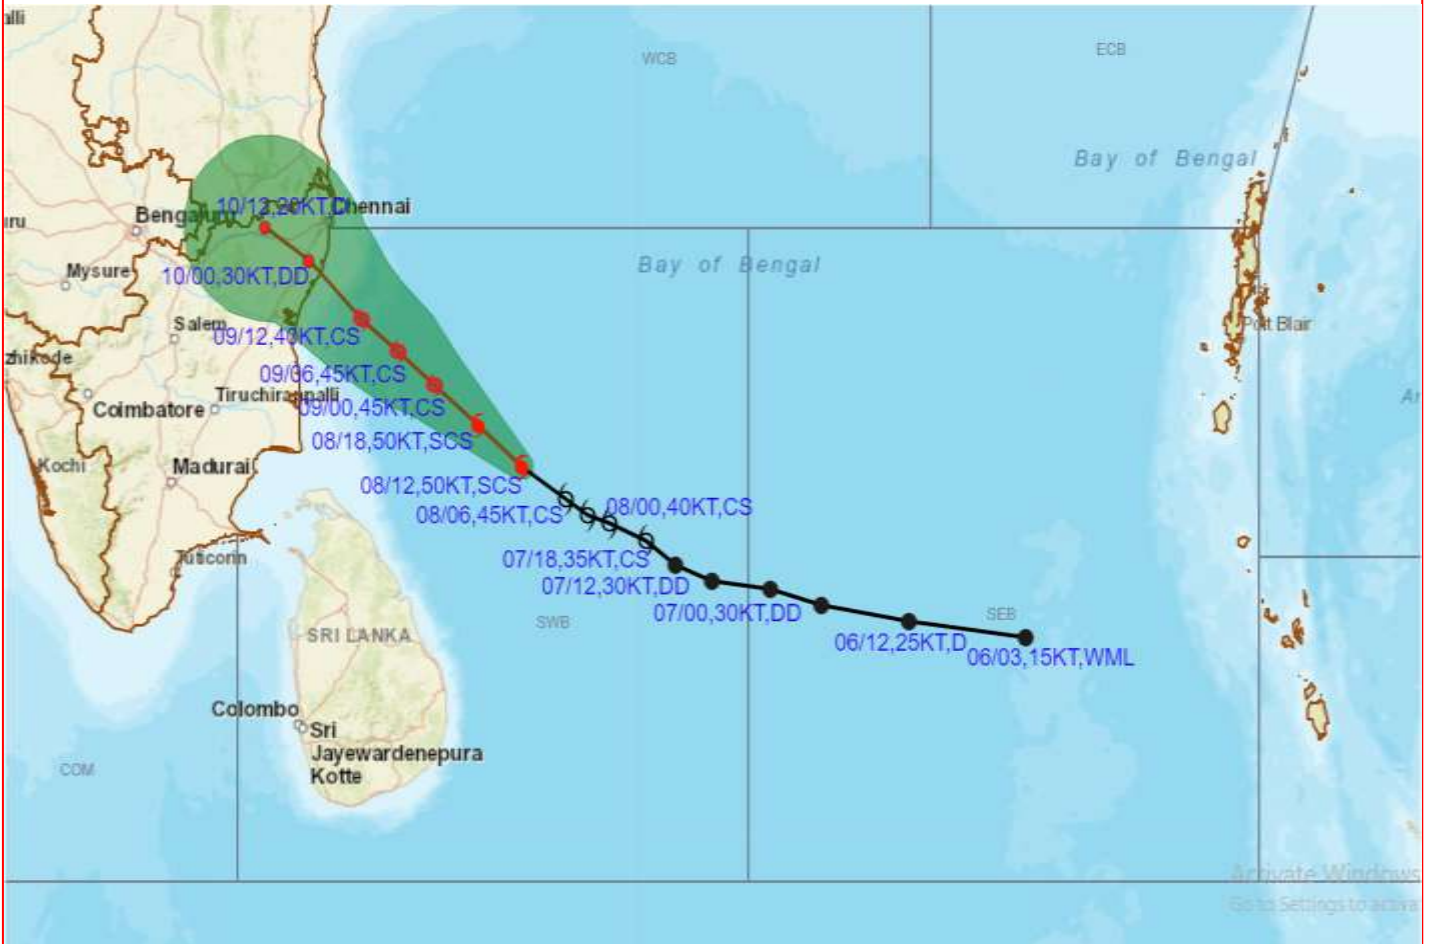 alli
WCB
ECB
Bay of Bengal
10/12,20KT,D
Chennai
Bengaluru
uru
Bay of Bengal
Mysure
10/00,30KT,DD
Salem
Port Blair
09/12,40KT,CS
zhikode
09/06,45KT,CS
Tiruchirappalli
Coimbatore
09/00,45KT,CS
08/18,50KT,SCS
Kochi
Madurai
08/12,50KT,SCS
08/06,45KT,CS
08/00,40KT,CS
Tuticorin
07/18,35KT,CS
07/12,30KT,DD
07/00,30KT,DD
SWB
SEB
SRI LANKA
06/12,25KT,D
06/03,15KT,WML
Colombo
Sri
Jayewardenepura
Kotte
COM
Activate Windows
Go to Settings to activa